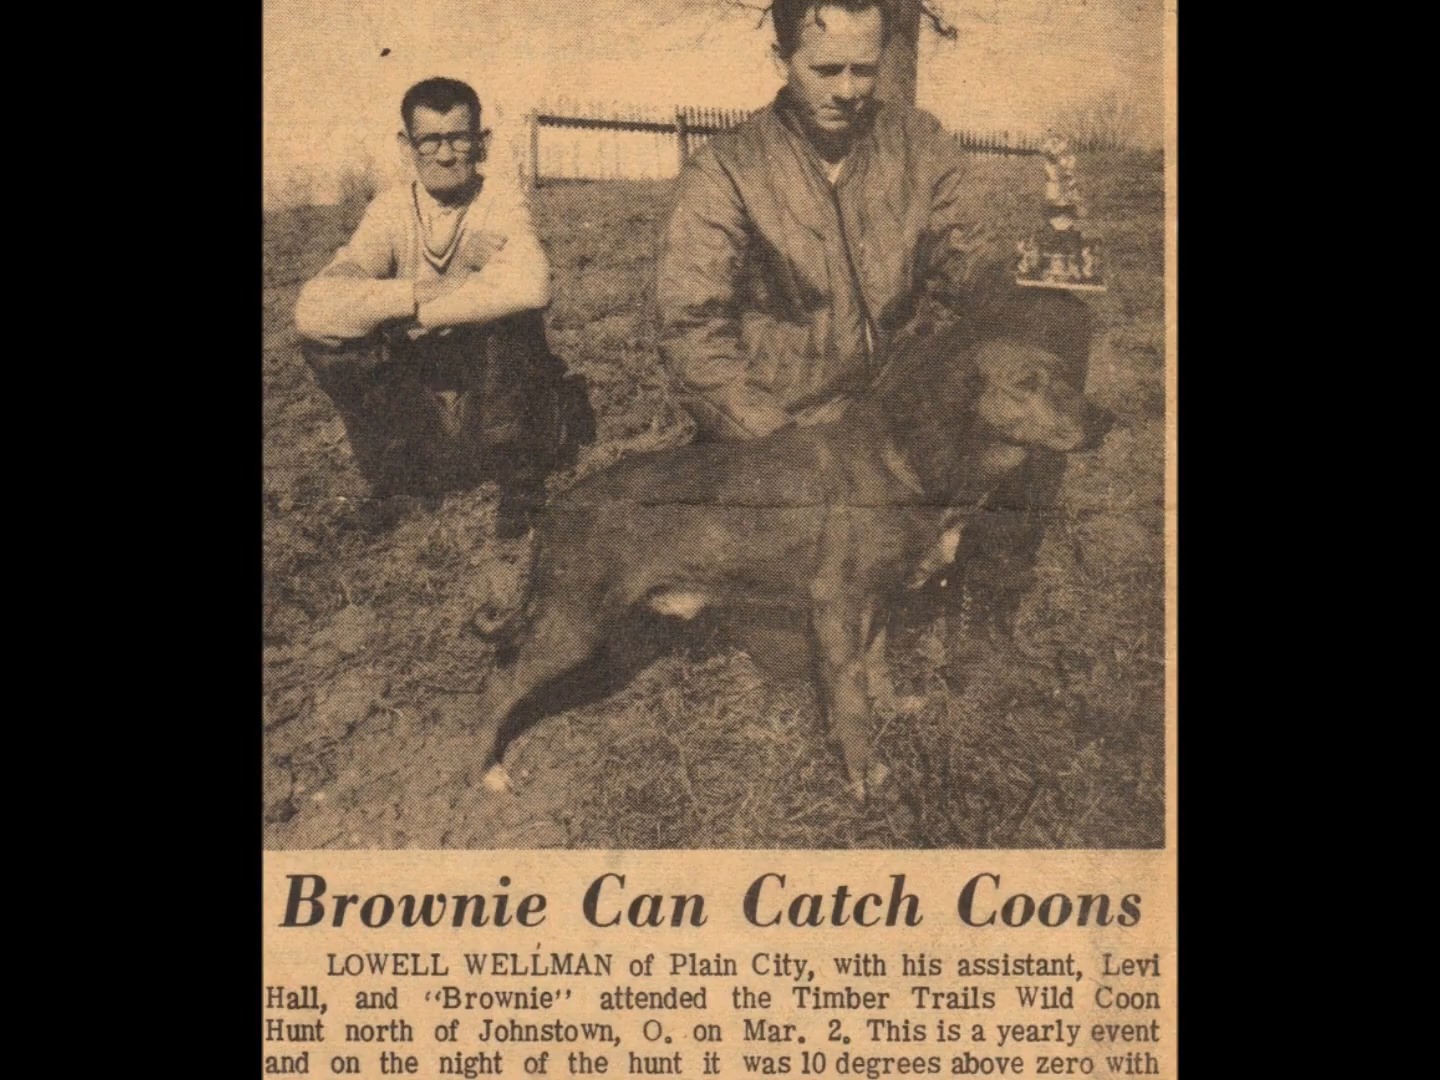 Brownie Can Catch Coons
LOWELL WELLMAN of Plain City, with his assistant, Levi
Hall, and "Brownie" attended the Timber Trails Wild Coon
Hunt north of Johnstown, O. on Mar. 2. This is a yearly event
and on the night of the hunt it was 10 degrees above zero with